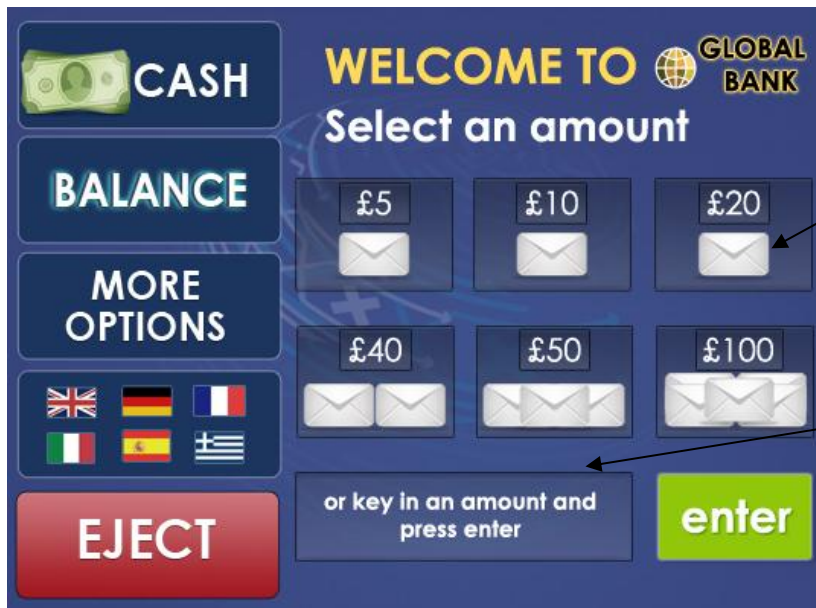 CASH
BALANCE
MORE
OPTIONS
EJECT
WELCOME TO
GLOBAL
BANK
Select an amount
£5
£10
£20
£40
£50
£100
or key in an amount and
press enter
enter